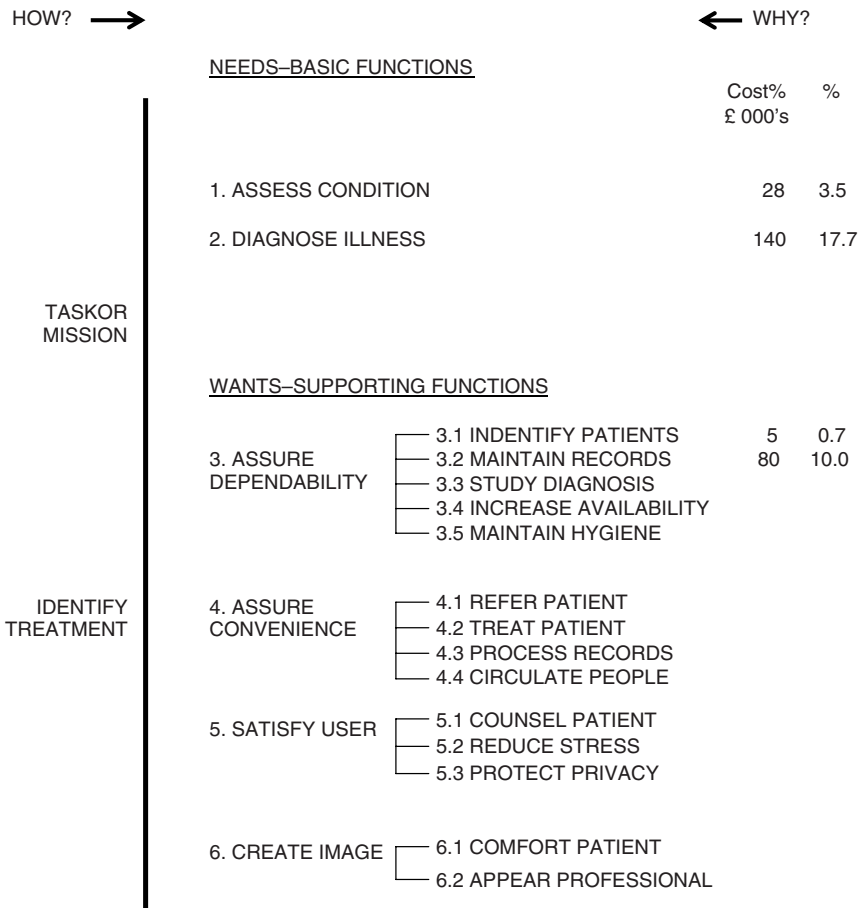 HOW? WHY?
NEEDS–BASIC FUNCTIONS
Cost% %
£ 000's
1. ASSESS CONDITION 28 3.5
2. DIAGNOSE ILLNESS 140 17.7
TASKOR
MISSION
WANTS–SUPPORTING FUNCTIONS
3. ASSURE
DEPENDABILITY
3.1 INDENTIFY PATIENTS 5 0.7
3.2 MAINTAIN RECORDS 80 10.0
3.3 STUDY DIAGNOSIS
3.4 INCREASE AVAILABILITY
3.5 MAINTAIN HYGIENE
IDENTIFY
TREATMENT
4. ASSURE
CONVENIENCE
4.1 REFER PATIENT
4.2 TREAT PATIENT
4.3 PROCESS RECORDS
4.4 CIRCULATE PEOPLE
5. SATISFY USER
5.1 COUNSEL PATIENT
5.2 REDUCE STRESS
5.3 PROTECT PRIVACY
6. CREATE IMAGE
6.1 COMFORT PATIENT
6.2 APPEAR PROFESSIONAL